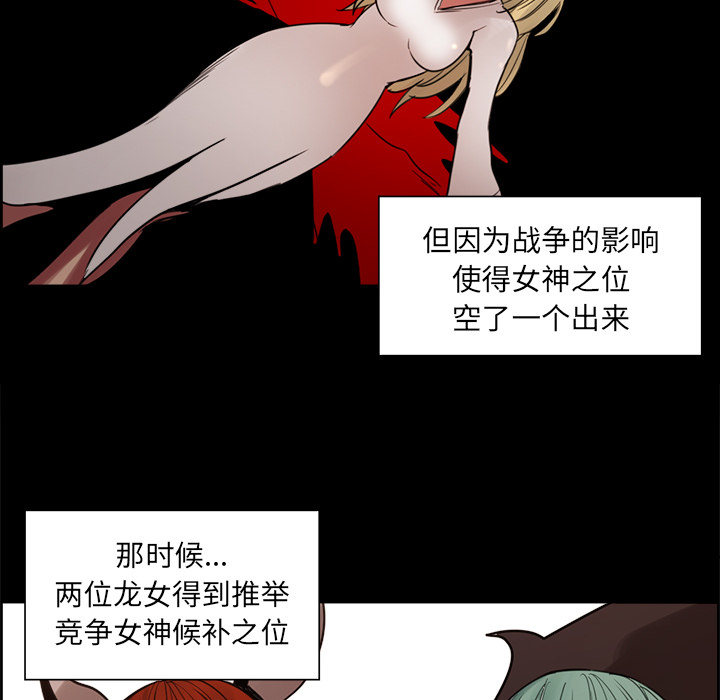 但因为战争的影响
使得女神之位
空了一个出来
那时候...
两位龙女得到推举
竞争女神候补之位